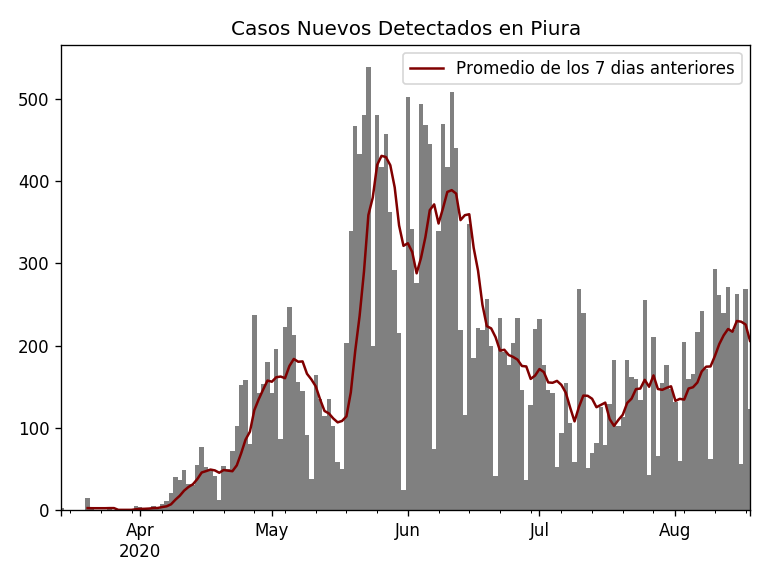 Casos Nuevos Detectados en Piura
Promedio de los 7 dias anteriores
500
400
300
200
100
0
Apr
2020
May
Jun
Jul
Aug